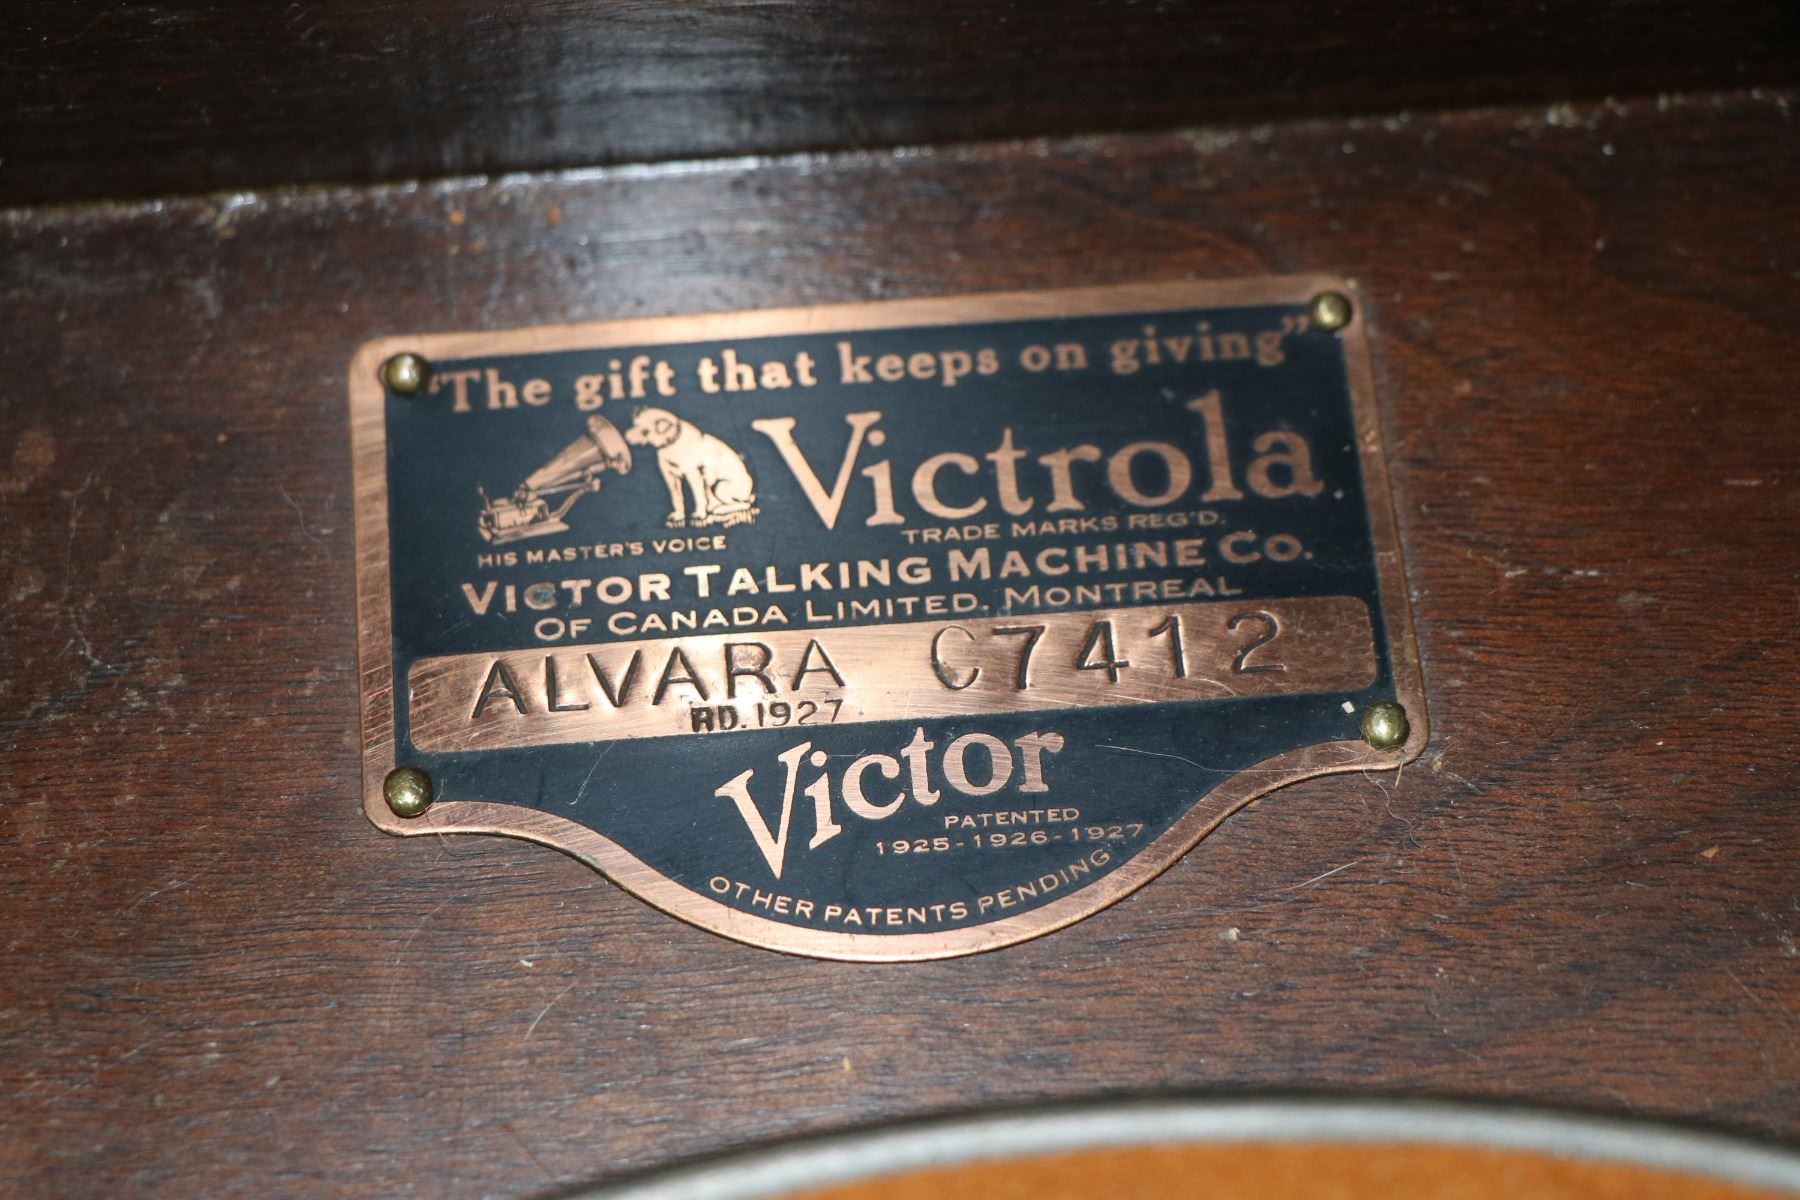 "The gift that keeps on giving"
Victrola
TRADE MARKS REG'D.
HIS MASTER'S VOICE
VICTOR TALKING MACHINE CO.
OF CANADA LIMITED. MONTREAL
ALVARA C7412
RD. 1927
Victor
PATENTED
1925-1926-1927
OTHER PATENTS PENDING